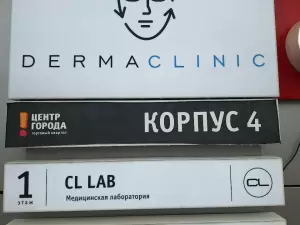 DERMACLINIC
ЦЕНТР
ГОРОДА
торговый квартал
КОРПУС 4
1
этаж
CL LAB
Медицинская лаборатория
CL